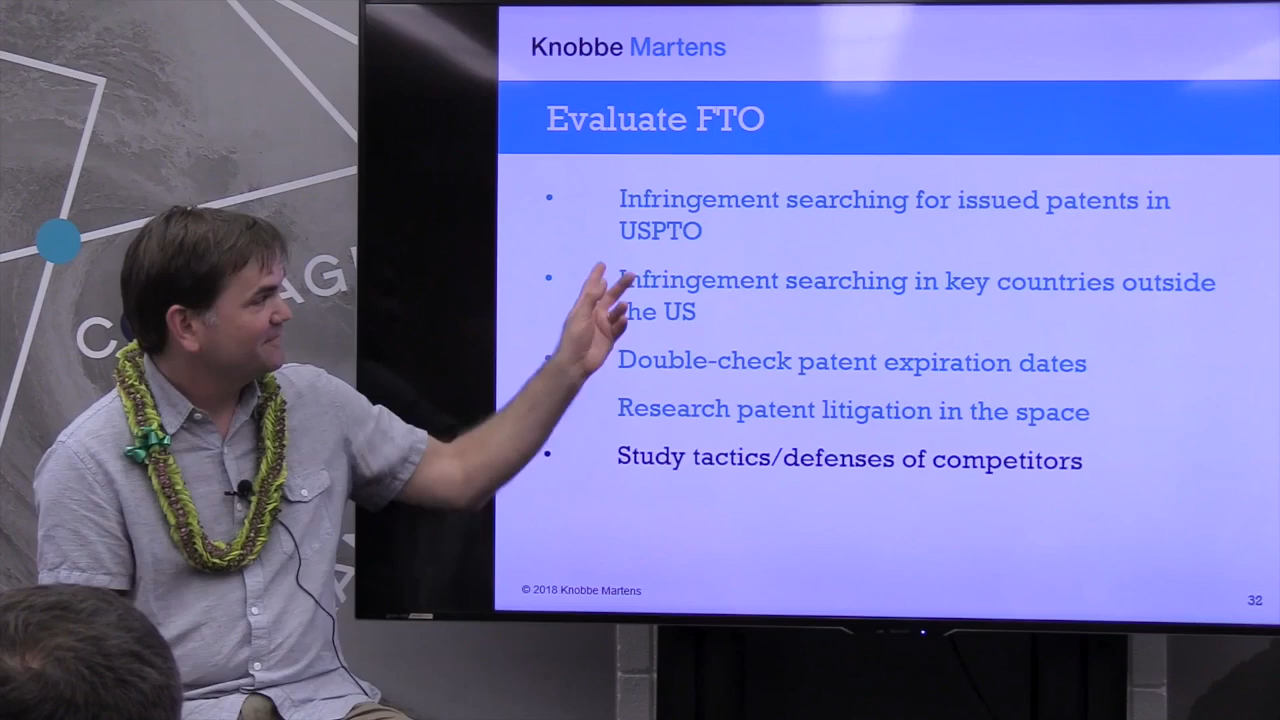 Knobbe Martens
Evaluate FTO
• Infringement searching for issued patents in
USPTO
• Infringement searching in key countries outside
the US
• Double-check patent expiration dates
Research patent litigation in the space
• Study tactics/defenses of competitors
© 2018 Knobbe Martens
32